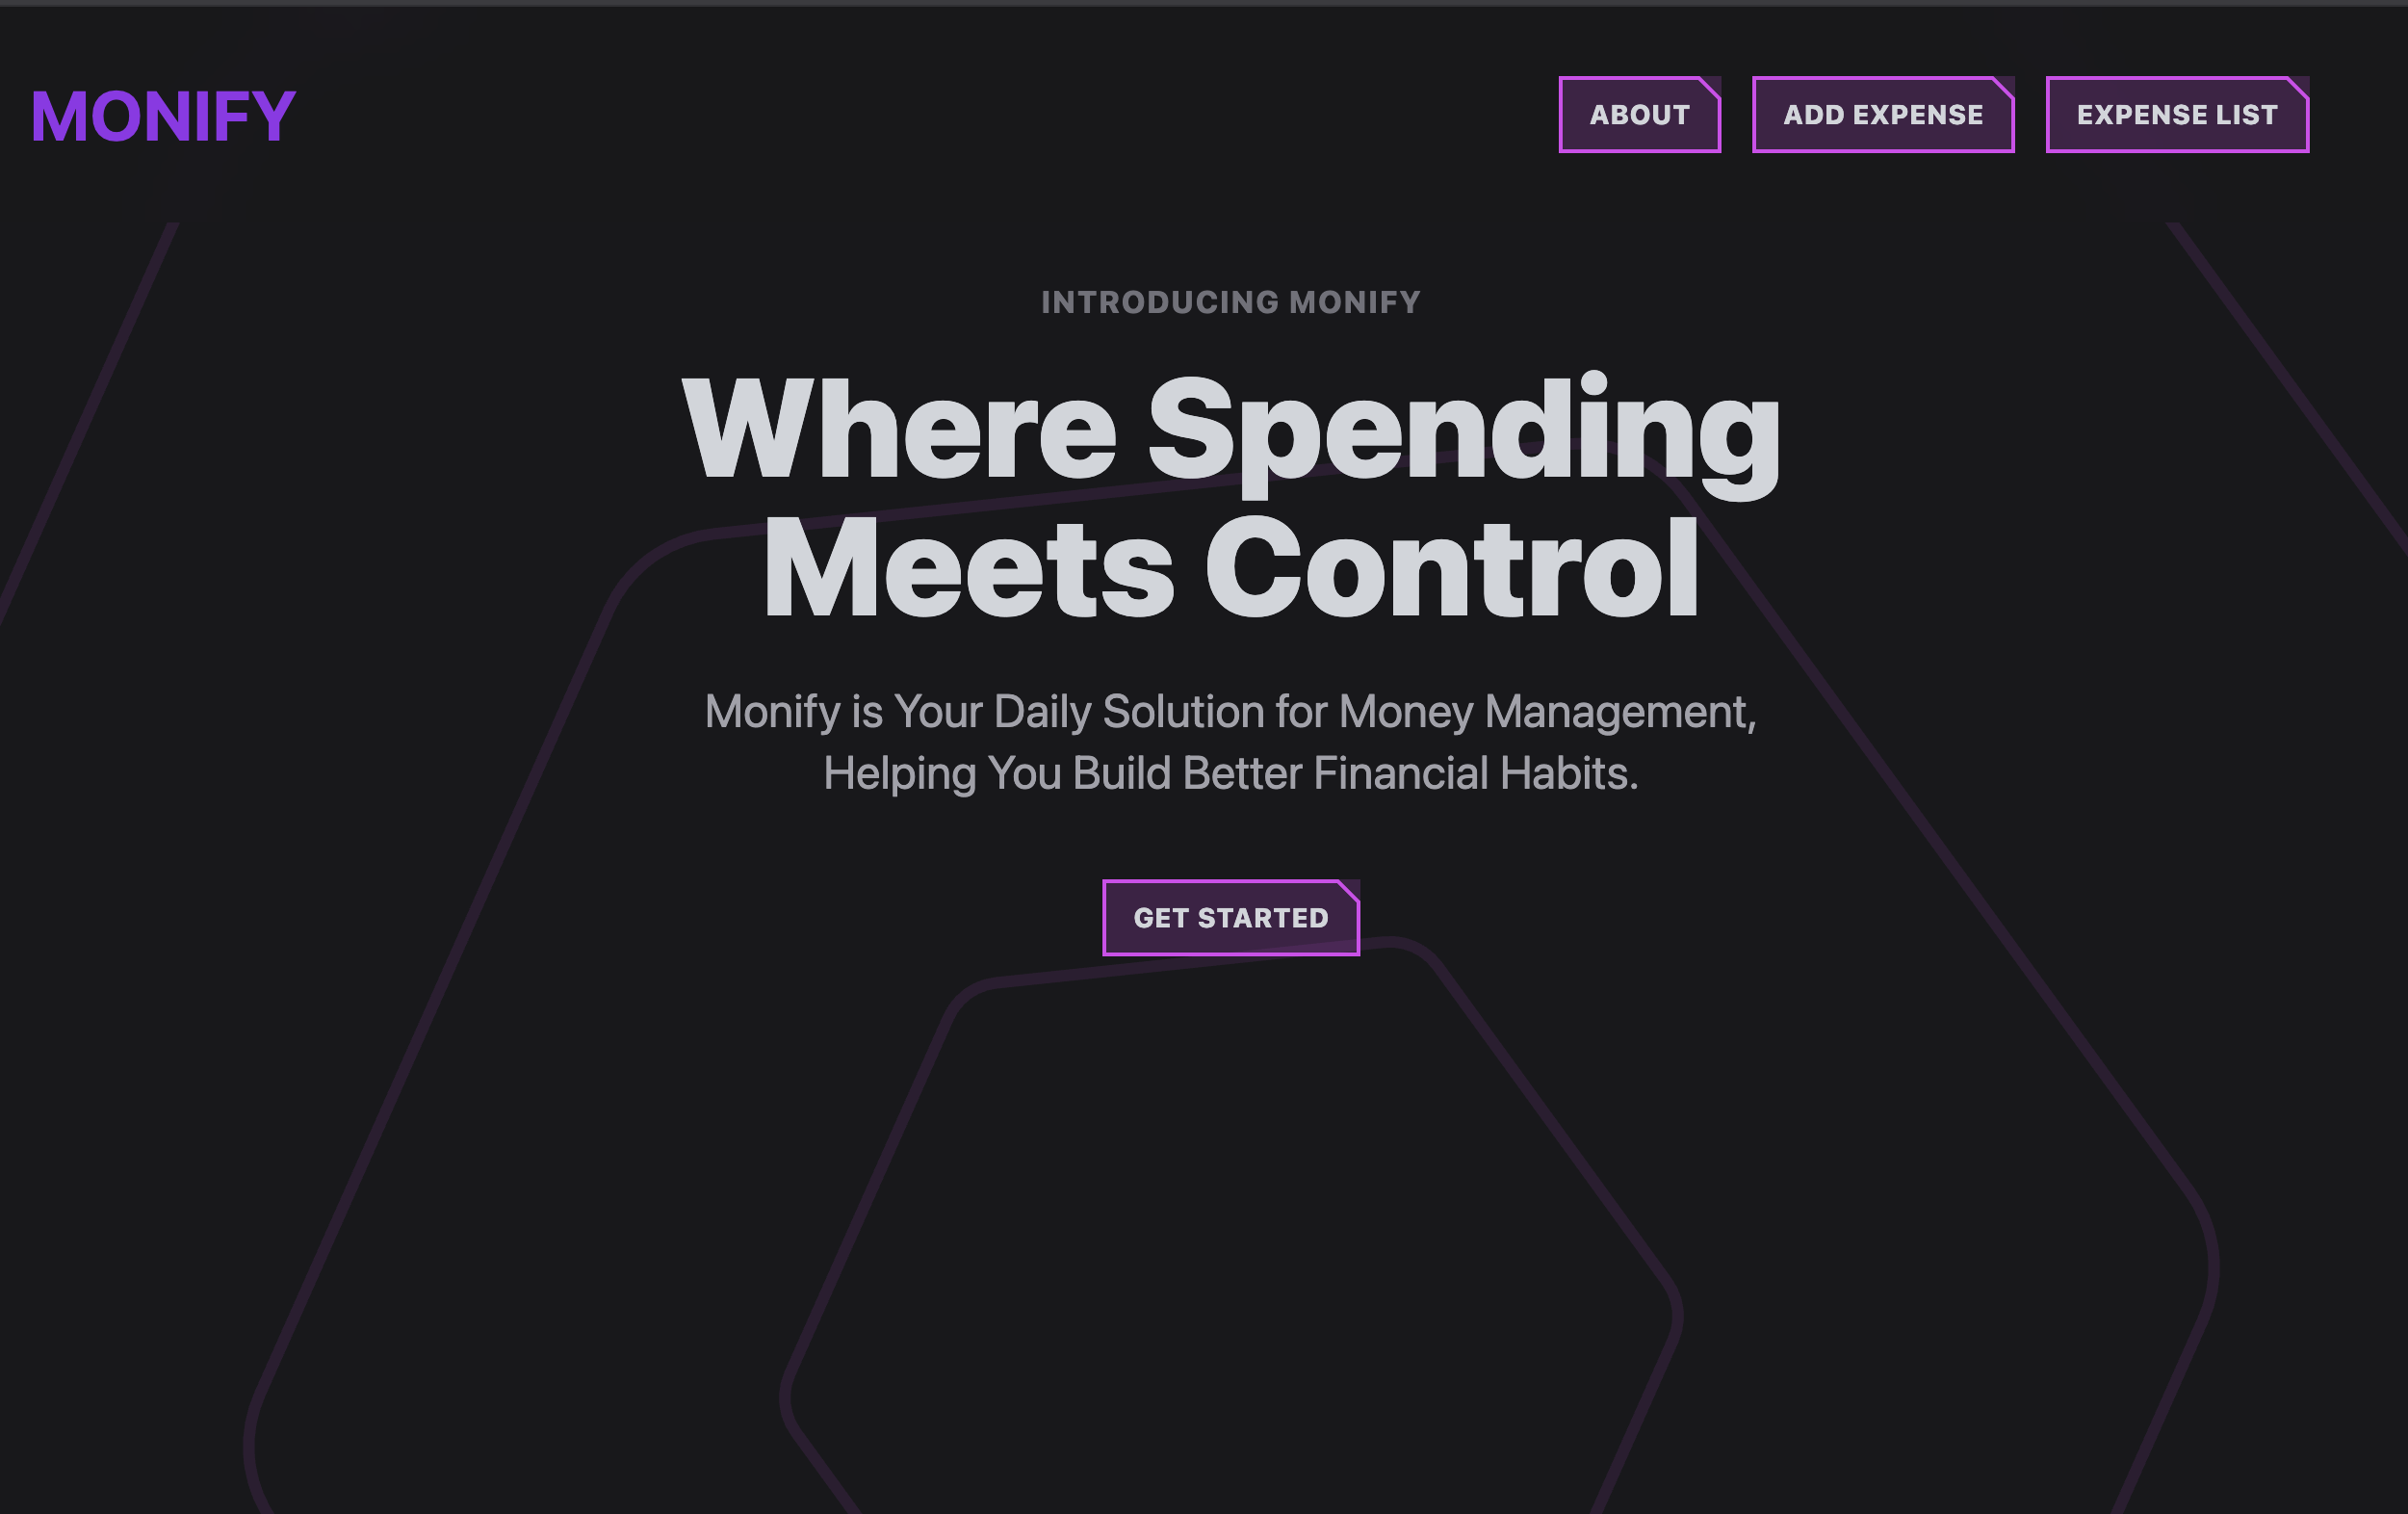 MONIFY
ABOUT
ADD EXPENSE
EXPENSE LIST
INTRODUCING MONIFY
Where Spending
Meets Control
Monify is Your Daily Solution for Money Management,
Helping You Build Better Financial Habits.
GET STARTED